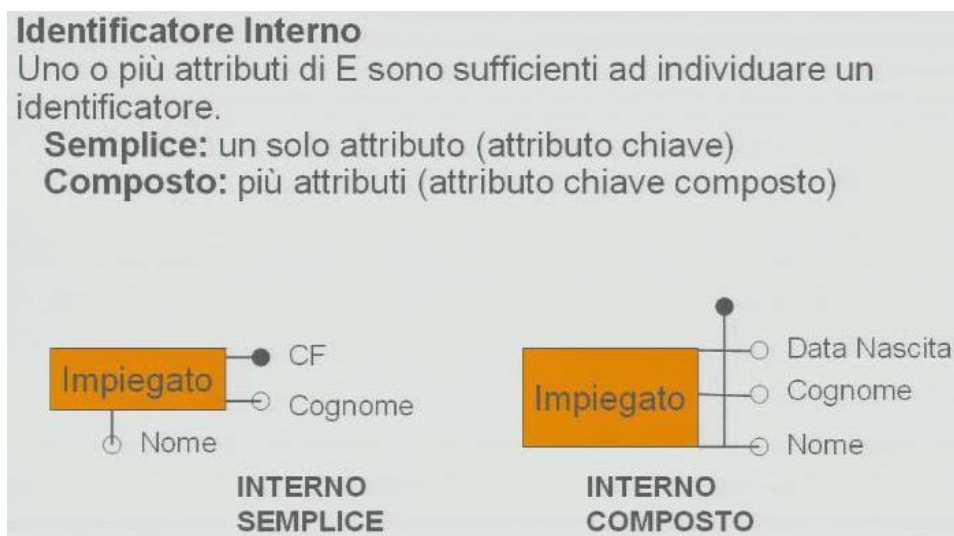 Identificatore Interno
Uno o più attributi di E sono sufficienti ad individuare un
identificatore.
Semplice: un solo attributo (attributo chiave)
Composto: più attributi (attributo chiave composto)
Impiegato
CF
Cognome
Nome
INTERNO
SEMPLICE
Impiegato
Data Nascita
Cognome
Nome
INTERNO
COMPOSTO